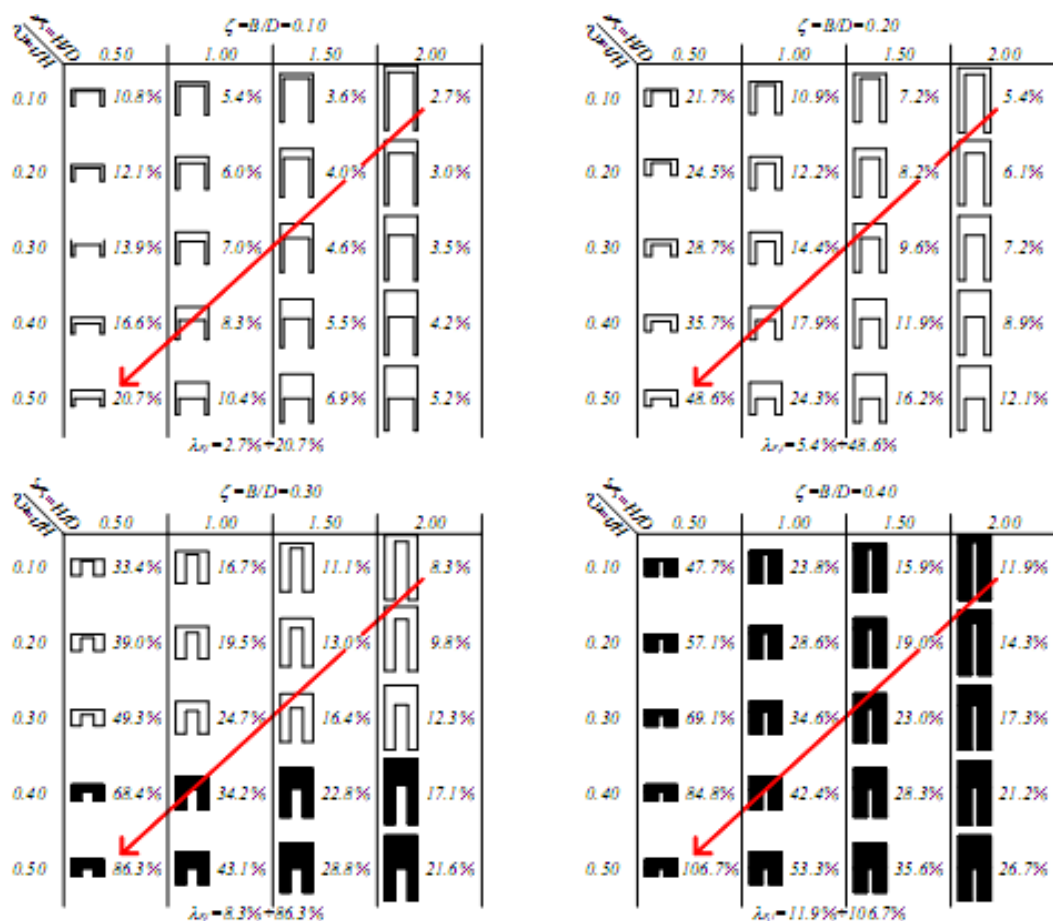 ζ=B/D=0.10
ξ=H/D
υ=t/H
0.50 1.00 1.50 2.00
0.10 10.8% 5.4% 3.6% 2.7%
0.20 12.1% 6.0% 4.0% 3.0%
0.30 13.9% 7.0% 4.6% 3.5%
0.40 16.6% 8.3% 5.5% 4.2%
0.50 20.7% 10.4% 6.9% 5.2%
=2.7%÷20.7%
ζ=B/D=0.20
=H/D
0.50 1.00 1.50 2.00
0.10 21.7% 10.9% 7.2% 5.4%
0.20 24.5% 12.2% 8.2% 6.1%
0.30 28.7% 14.4% 9.6% 7.2%
0.40 35.7% 17.9% 11.9% 8.9%
0.50 48.6% 24.3% 16.2% 12.1%
=5.4%÷48.6%
ζ=B/D=0.30
=H/D
0.50 1.00 1.50 2.00
0.10 33.4% 16.7% 11.1% 8.3%
0.20 39.0% 19.5% 13.0% 9.8%
0.30 49.3% 24.7% 16.4% 12.3%
0.40 68.4% 34.2% 22.8% 17.1%
0.50 86.3% 43.1% 28.8% 21.6%
=8.3%÷86.3%
ζ=B/D=0.40
=H/D
0.50 1.00 1.50 2.00
0.10 47.7% 23.8% 15.9% 11.9%
0.20 57.1% 28.6% 19.0% 14.3%
0.30 69.1% 34.6% 23.0% 17.3%
0.40 84.8% 42.4% 28.3% 21.2%
0.50 106.7% 53.3% 35.6% 26.7%
=11.9%÷106.7%